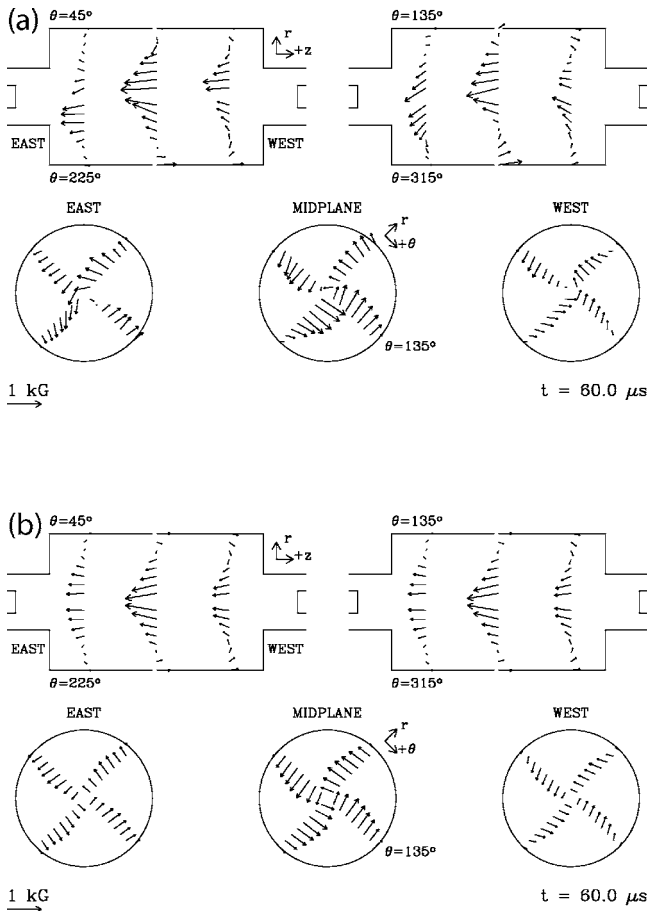 (a)
θ=45° r +z θ=135°
EAST WEST
θ=225° θ=315°
EAST MIDPLANE WEST
r
+θ
θ=135°
1 kG t = 60.0 μs
(b)
θ=45° r +z θ=135°
EAST WEST
θ=225° θ=315°
EAST MIDPLANE WEST
r
+θ
θ=135°
1 kG t = 60.0 μs